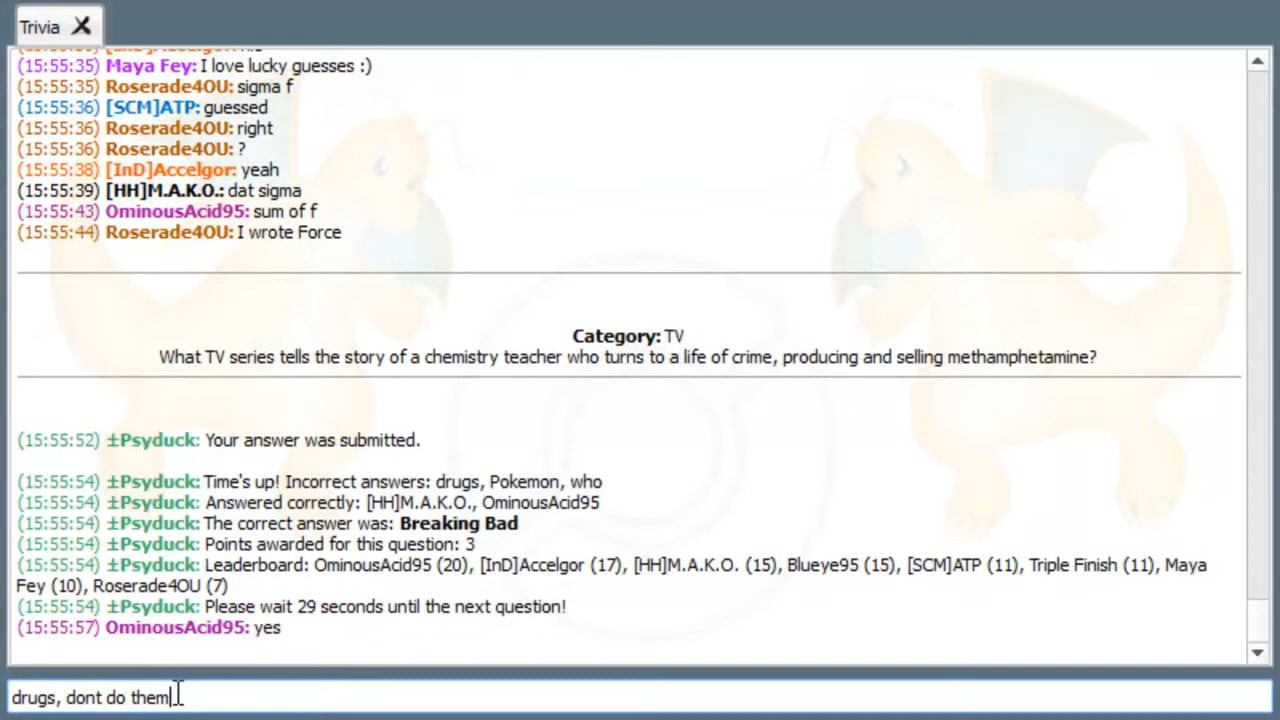 Trivia X
(15:55:35) Maya Fey: I love lucky guesses :)
(15:55:35) Roserade4OU: sigma f
(15:55:36) [SCM]ATP: guessed
(15:55:36) Roserade4OU: right
(15:55:36) Roserade4OU: ?
(15:55:38) [InD]Accelgor: yeah
(15:55:39) [HH]M.A.K.O.: dat sigma
(15:55:43) OminousAcid95: sum of f
(15:55:44) Roserade4OU: I wrote Force
Category: TV
What TV series tells the story of a chemistry teacher who turns to a life of crime, producing and selling methamphetamine?
(15:55:52) ±Psyduck: Your answer was submitted.
(15:55:54) ±Psyduck: Time's up! Incorrect answers: drugs, Pokemon, who
(15:55:54) ±Psyduck: Answered correctly: [HH]M.A.K.O., OminousAcid95
(15:55:54) ±Psyduck: The correct answer was: Breaking Bad
(15:55:54) ±Psyduck: Points awarded for this question: 3
(15:55:54) ±Psyduck: Leaderboard: OminousAcid95 (20), [InD]Accelgor (17), [HH]M.A.K.O. (15), Blueye95 (15), [SCM]ATP (11), Triple Finish (11), Maya
Fey (10), Roserade4OU (7)
(15:55:54) ±Psyduck: Please wait 29 seconds until the next question!
(15:55:57) OminousAcid95: yes
drugs, dont do them